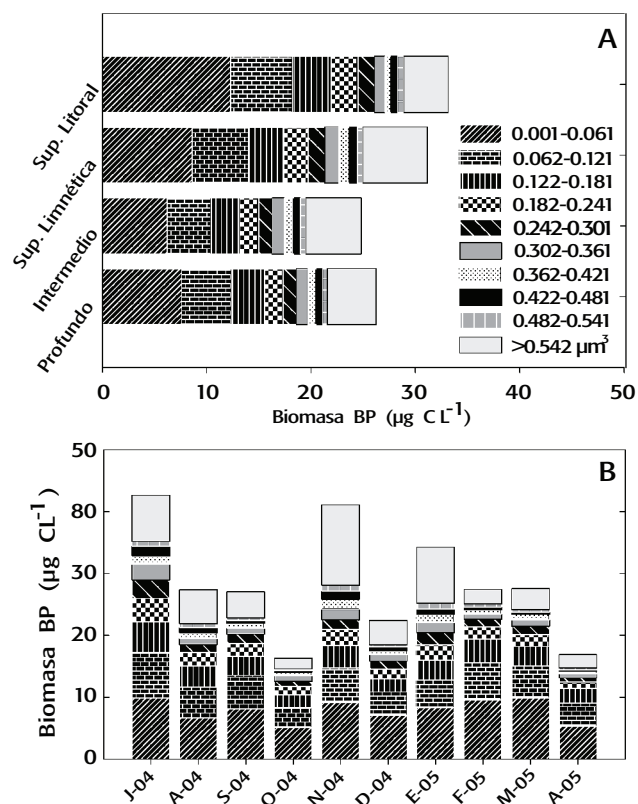 A
Sup. Litoral
Sup. Limnética
Intermedio
Profundo
0.001-0.061
0.062-0.121
0.122-0.181
0.182-0.241
0.242-0.301
0.302-0.361
0.362-0.421
0.422-0.481
0.482-0.541
>0.542 µm³
0 10 20 30 40 50
Biomasa BP (µg C L⁻¹)
B
Biomasa BP (µg CL⁻¹)
50
80
30
20
10
0
J-04 A-04 S-04 O-04 N-04 D-04 E-05 F-05 M-05 A-05